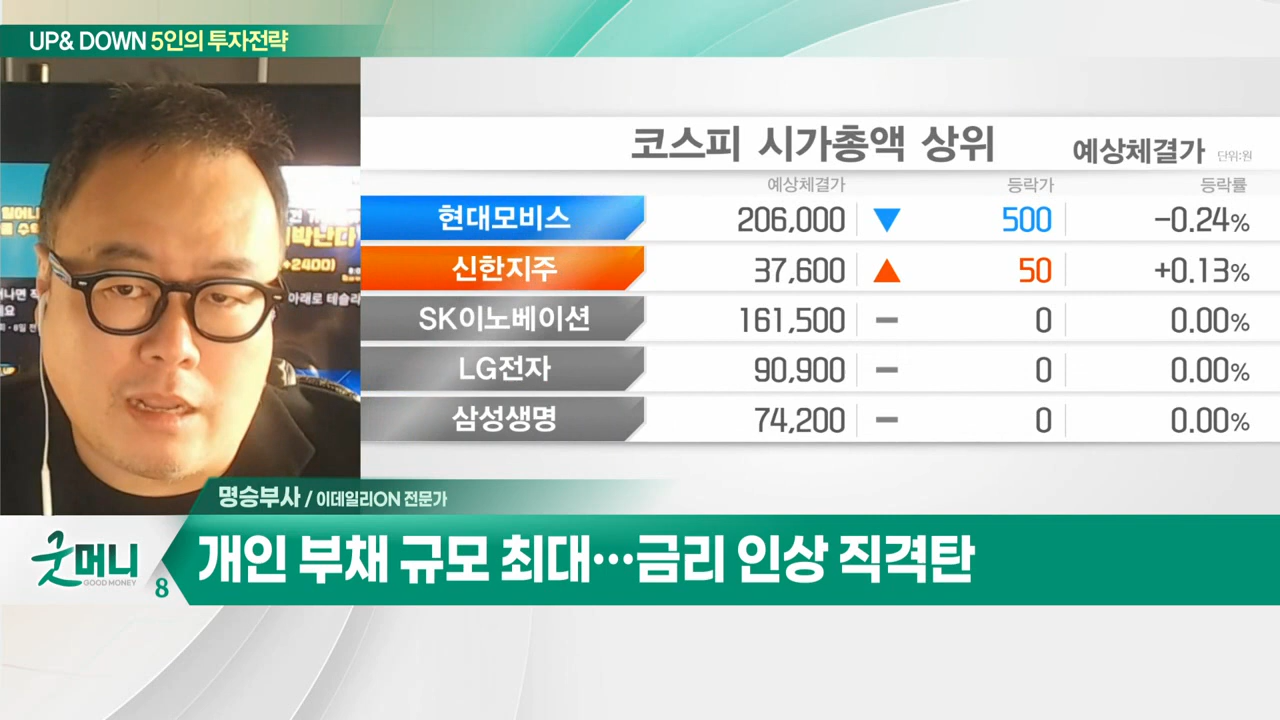 UP& DOWN 5인의 투자전략
코스피 시가총액 상위 예상체결가 단위:원
예상체결가 등락가 등락률
현대모비스 206,000 ▼ 500 -0.24%
신한지주 37,600 ▲ 50 +0.13%
SK이노베이션 161,500 - 0 0.00%
LG전자 90,900 - 0 0.00%
삼성생명 74,200 - 0 0.00%
+2400)
명승부사 / 이데일리ON 전문가
개인 부채 규모 최대…금리 인상 직격탄
굿머니
GOOD MONEY
8